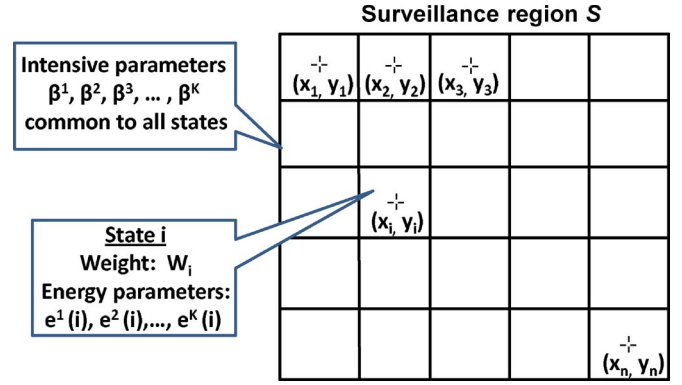 Surveillance region S
Intensive parameters
β¹, β², β³, … , βᴷ
common to all states
(x₁, y₁) (x₂, y₂) (x₃, y₃)
(xᵢ, yᵢ)
State i
Weight: Wᵢ
Energy parameters:
e¹ (i), e² (i),…, eᴷ (i)
(xₙ, yₙ)